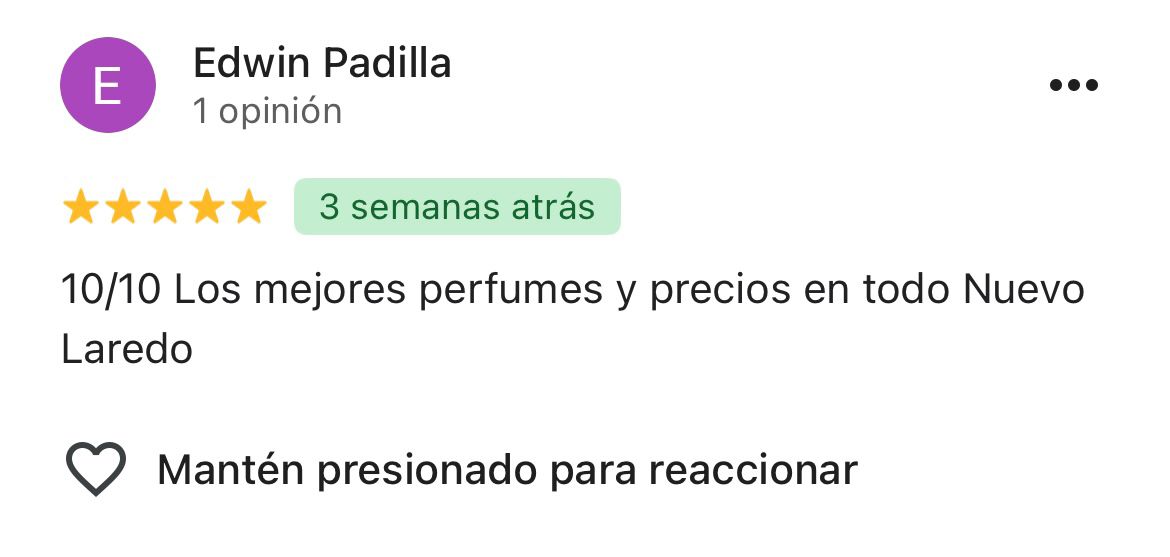 E
Edwin Padilla
1 opinión
3 semanas atrás
10/10 Los mejores perfumes y precios en todo Nuevo
Laredo
Mantén presionado para reaccionar